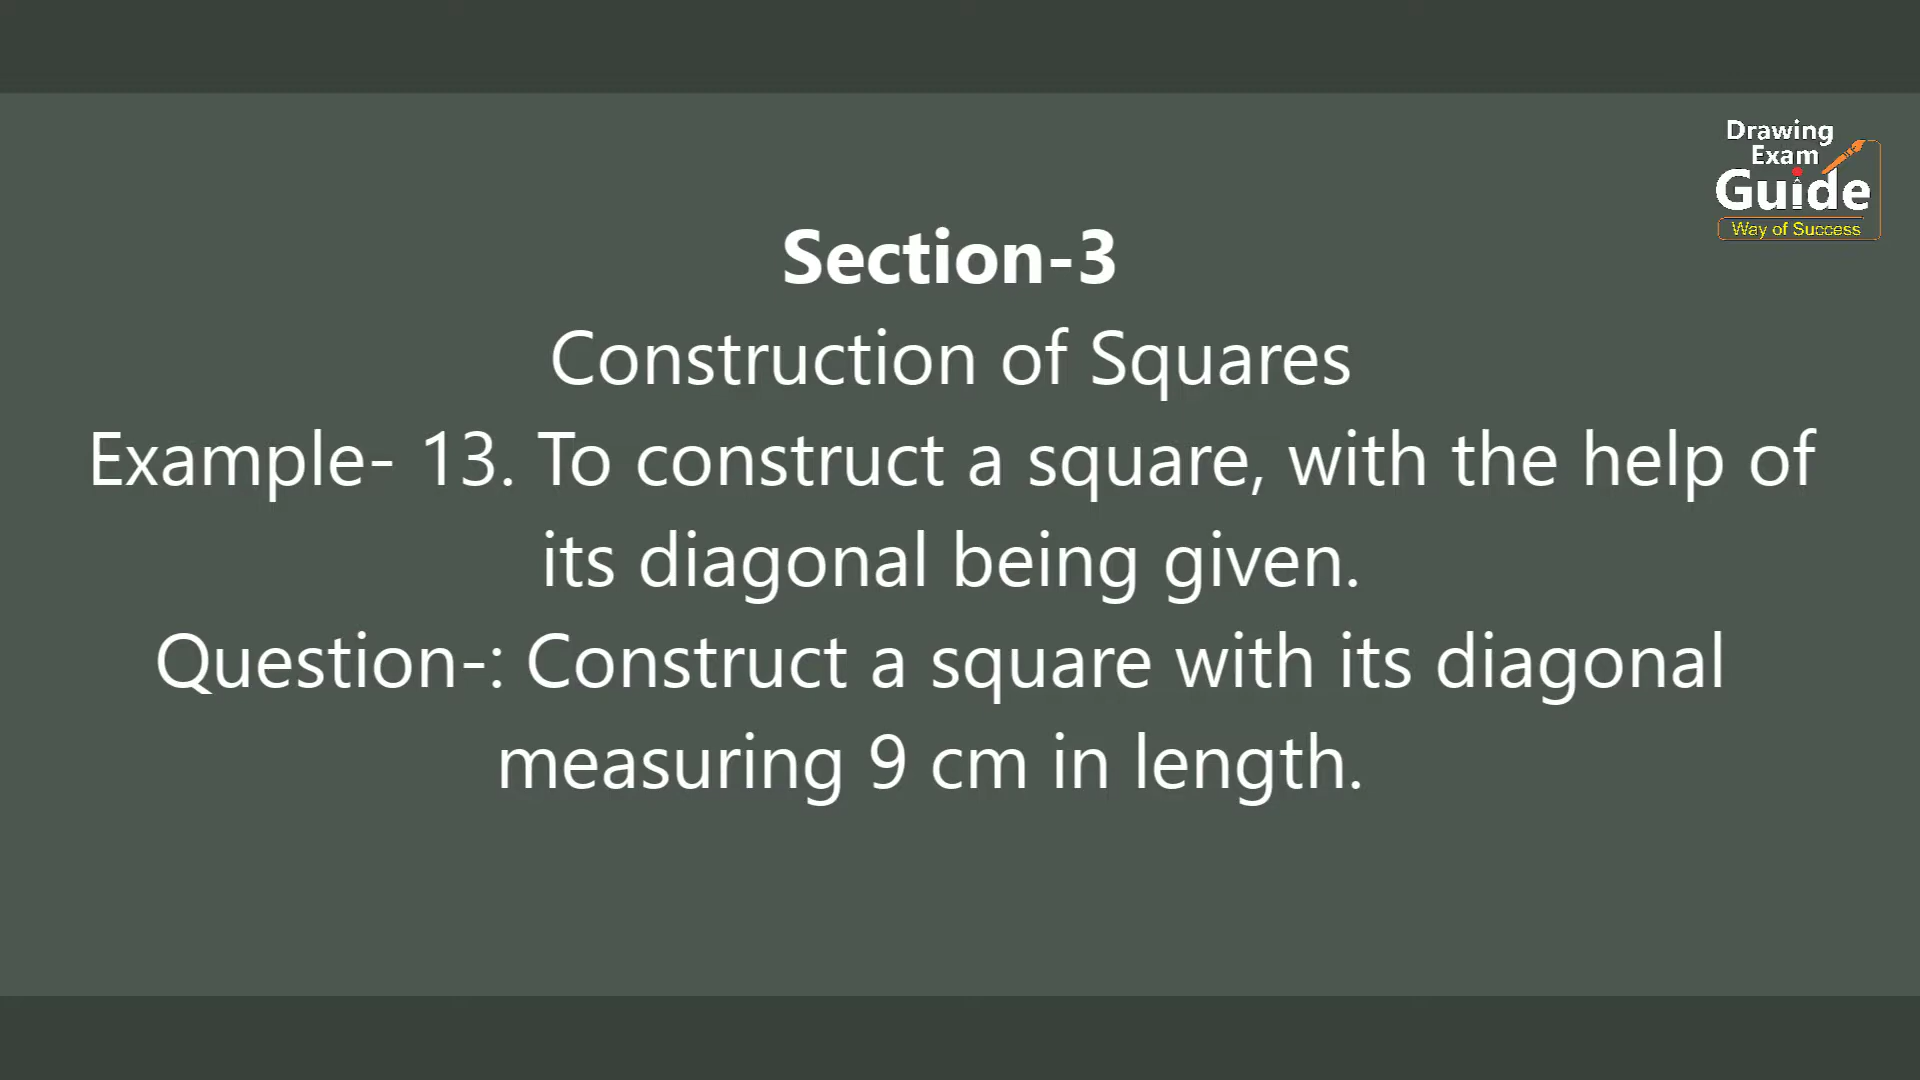 Drawing
Exam
Guide
Way of Success
Section-3
Construction of Squares
Example- 13. To construct a square, with the help of
its diagonal being given.
Question-: Construct a square with its diagonal
measuring 9 cm in length.